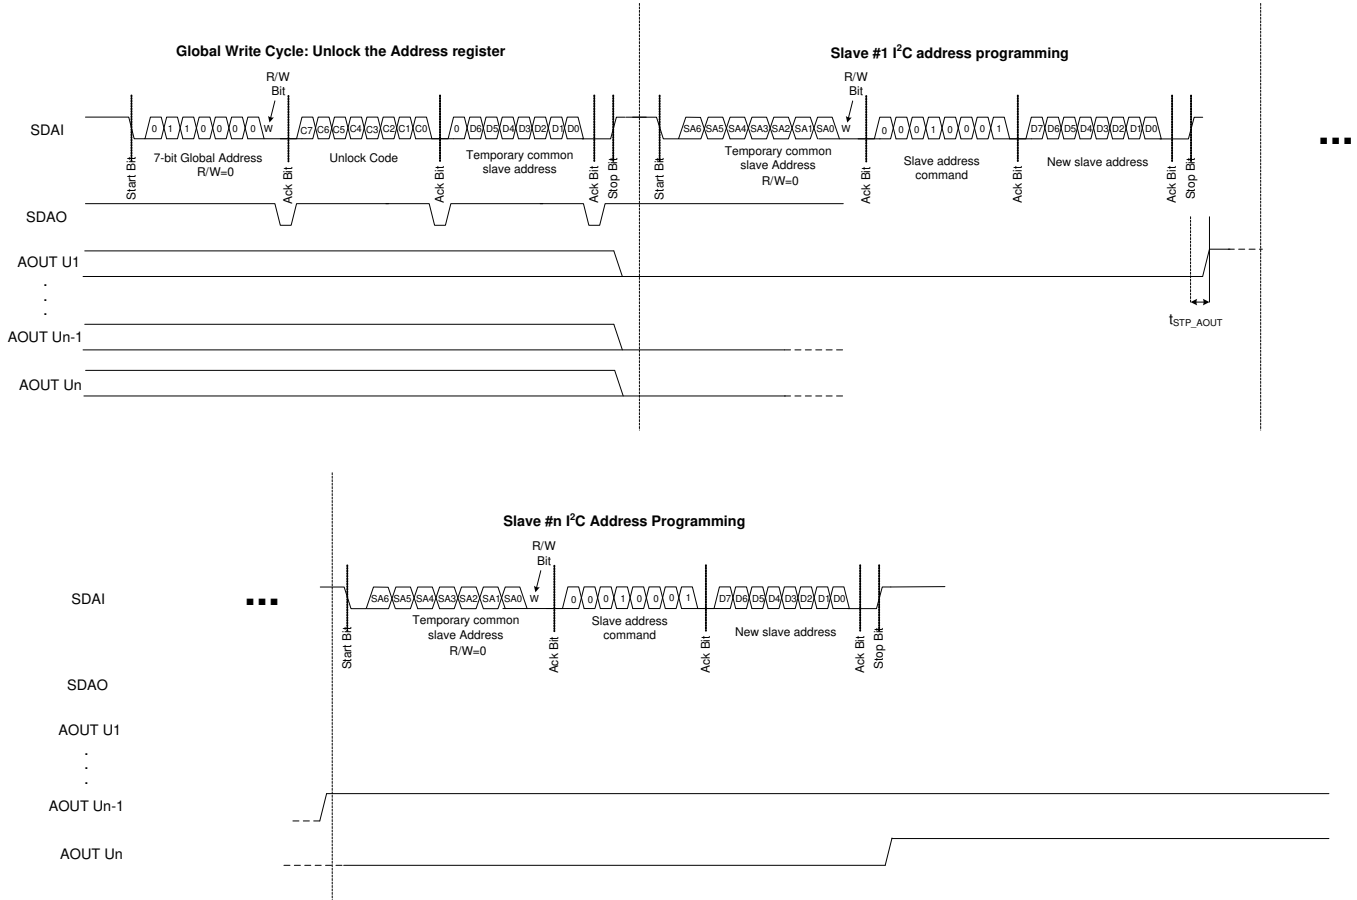 Global Write Cycle: Unlock the Address register
Slave #1 I²C address programming
R/W
Bit
R/W
Bit
SDAI
0 1 1 0 0 0 0 W
C7 C6 C5 C4 C3 C2 C1 C0
0 D6 D5 D4 D3 D2 D1 D0
SA6 SA5 SA4 SA3 SA2 SA1 SA0 W
0 0 0 1 0 0 0 1
D7 D6 D5 D4 D3 D2 D1 D0
Start Bit
7-bit Global Address
R/W=0
Ack Bit
Unlock Code
Ack Bit
Temporary common
slave address
Ack Bit
Stop Bit
Start Bit
Temporary common
slave Address
R/W=0
Ack Bit
Slave address
command
Ack Bit
New slave address
Ack Bit
Stop Bit
SDAO
AOUT U1
.
.
.
tSTP_AOUT
AOUT Un-1
AOUT Un
Slave #n I²C Address Programming
R/W
Bit
SDAI
SA6 SA5 SA4 SA3 SA2 SA1 SA0 W
0 0 0 1 0 0 0 1
D7 D6 D5 D4 D3 D2 D1 D0
Start Bit
Temporary common
slave Address
R/W=0
Ack Bit
Slave address
command
Ack Bit
New slave address
Ack Bit
Stop Bit
SDAO
AOUT U1
.
.
.
AOUT Un-1
AOUT Un